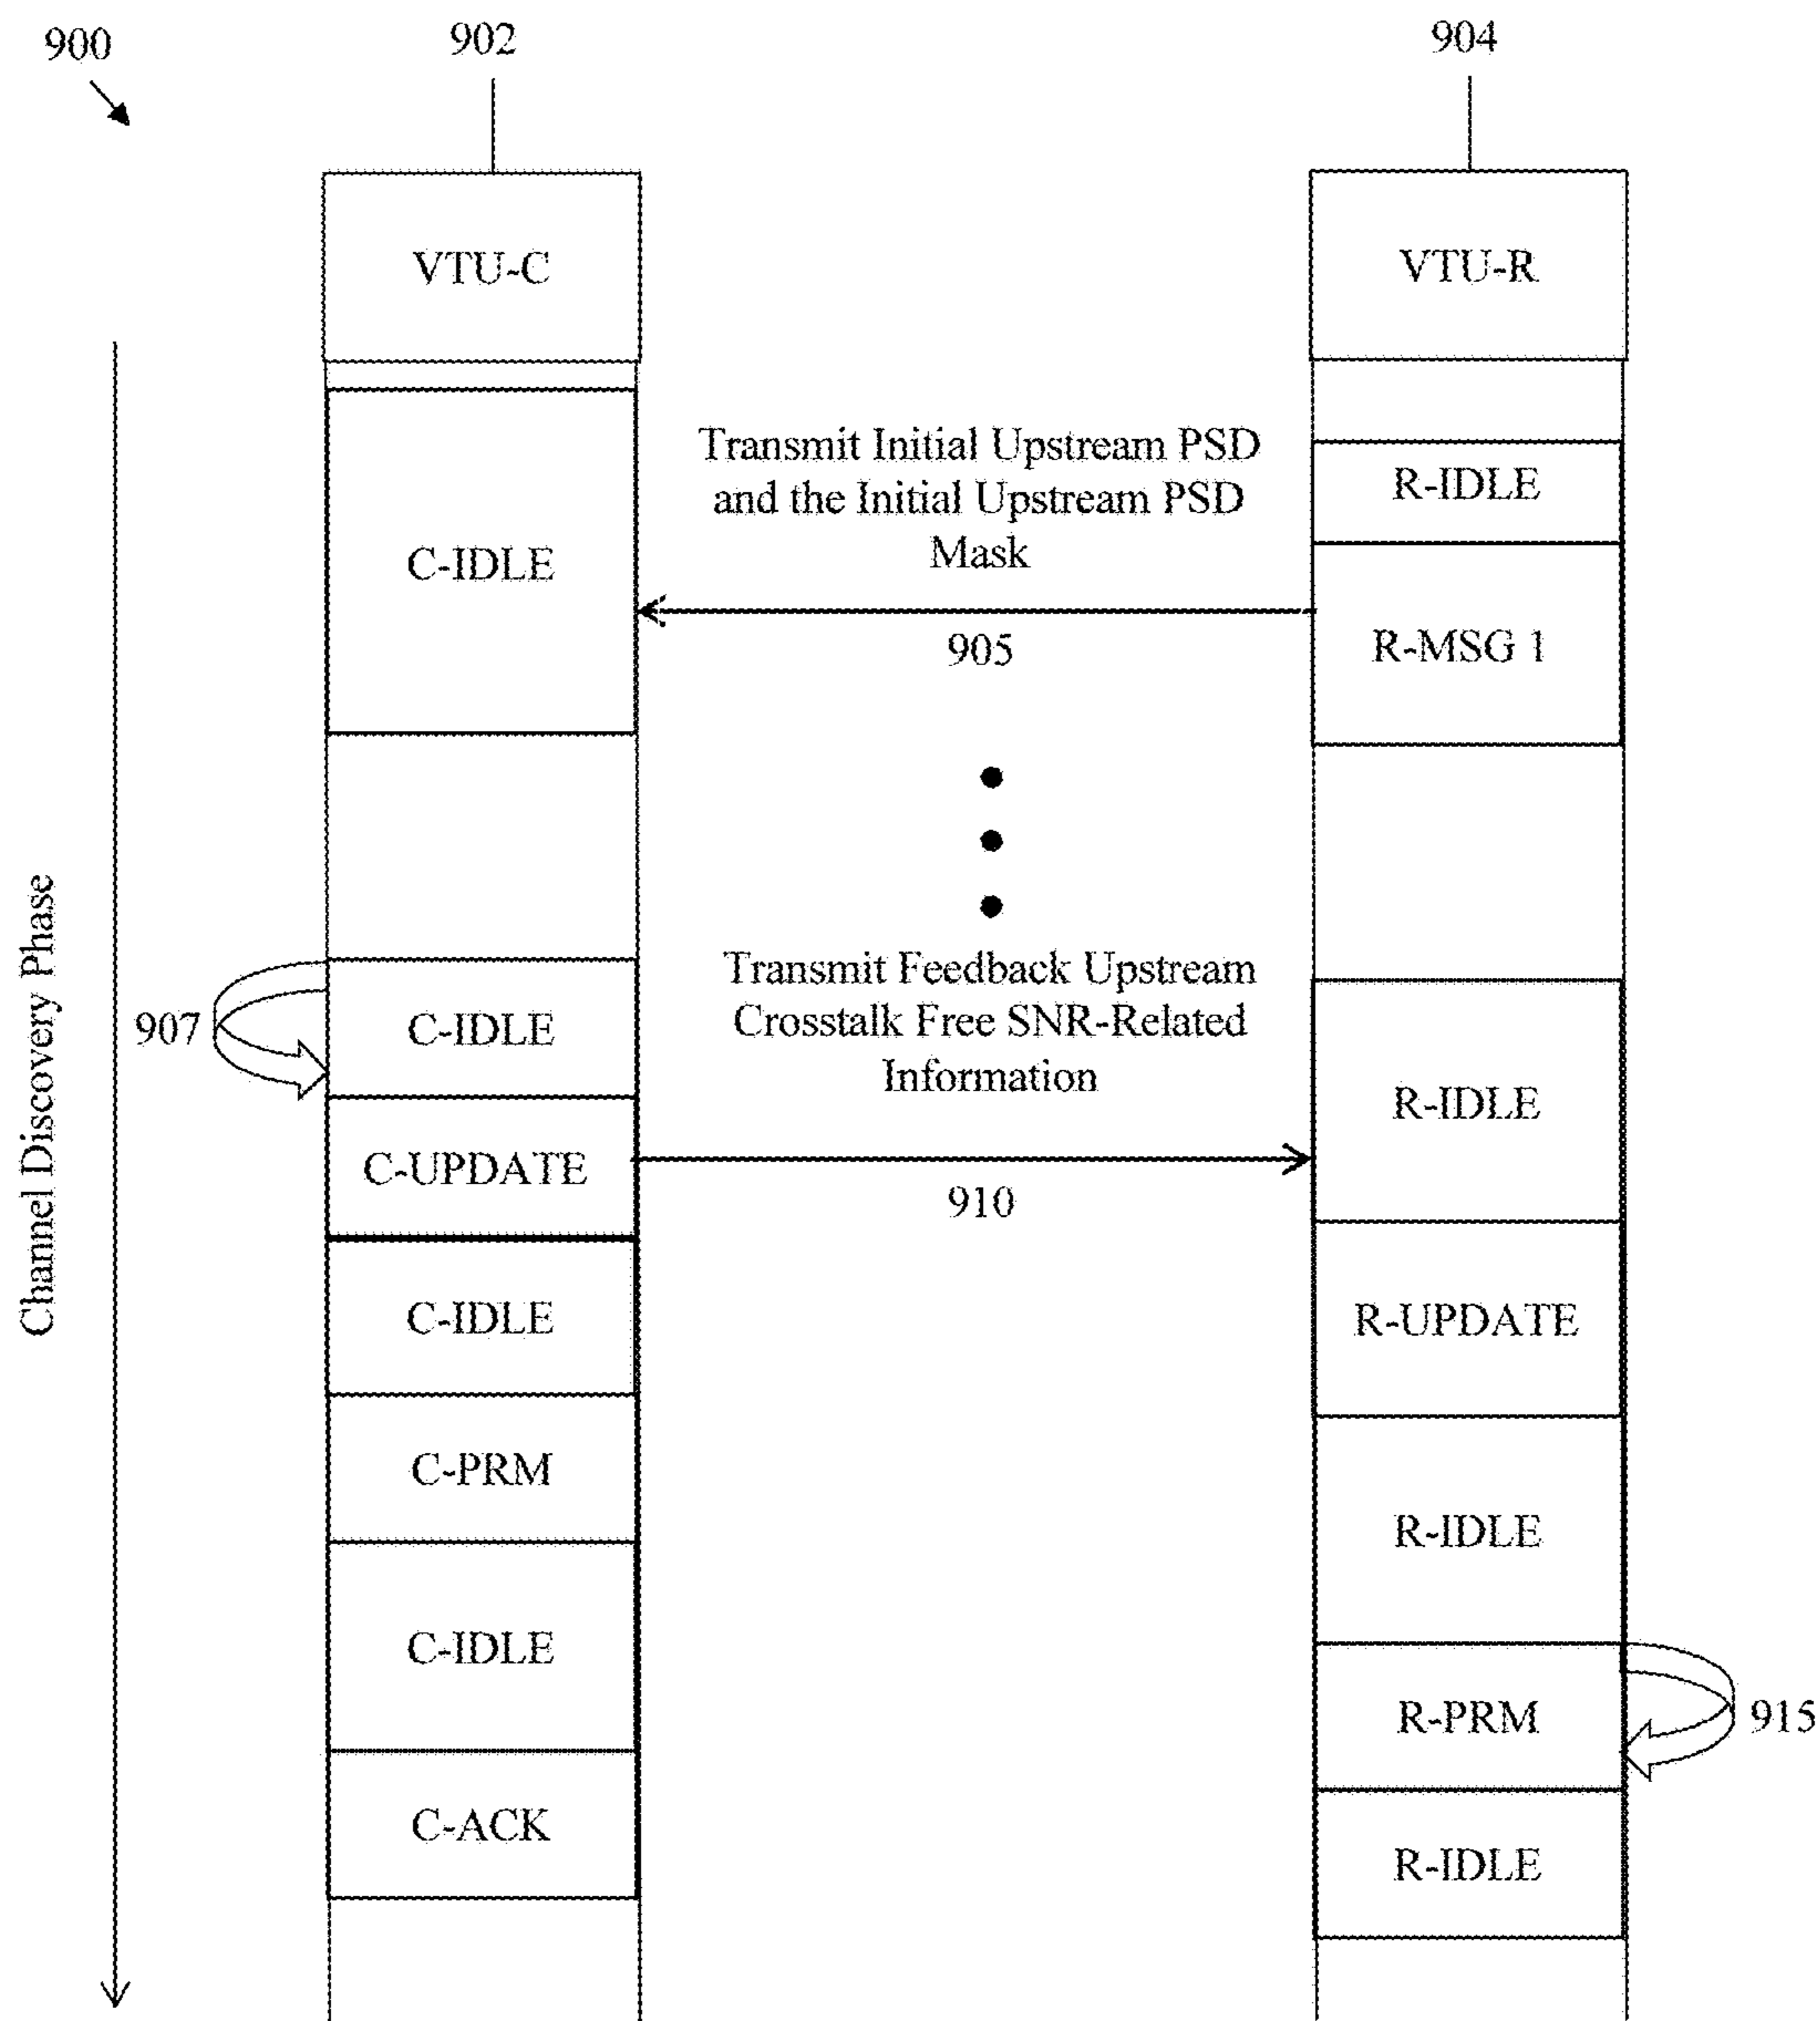 900
902
904
VTU-C
VTU-R
Transmit Initial Upstream PSD
and the Initial Upstream PSD
Mask
R-IDLE
C-IDLE
905
R-MSG 1
Channel Discovery Phase
Transmit Feedback Upstream
Crosstalk Free SNR-Related
Information
907
C-IDLE
R-IDLE
C-UPDATE
910
C-IDLE
R-UPDATE
C-PRM
R-IDLE
C-IDLE
R-PRM
915
C-ACK
R-IDLE